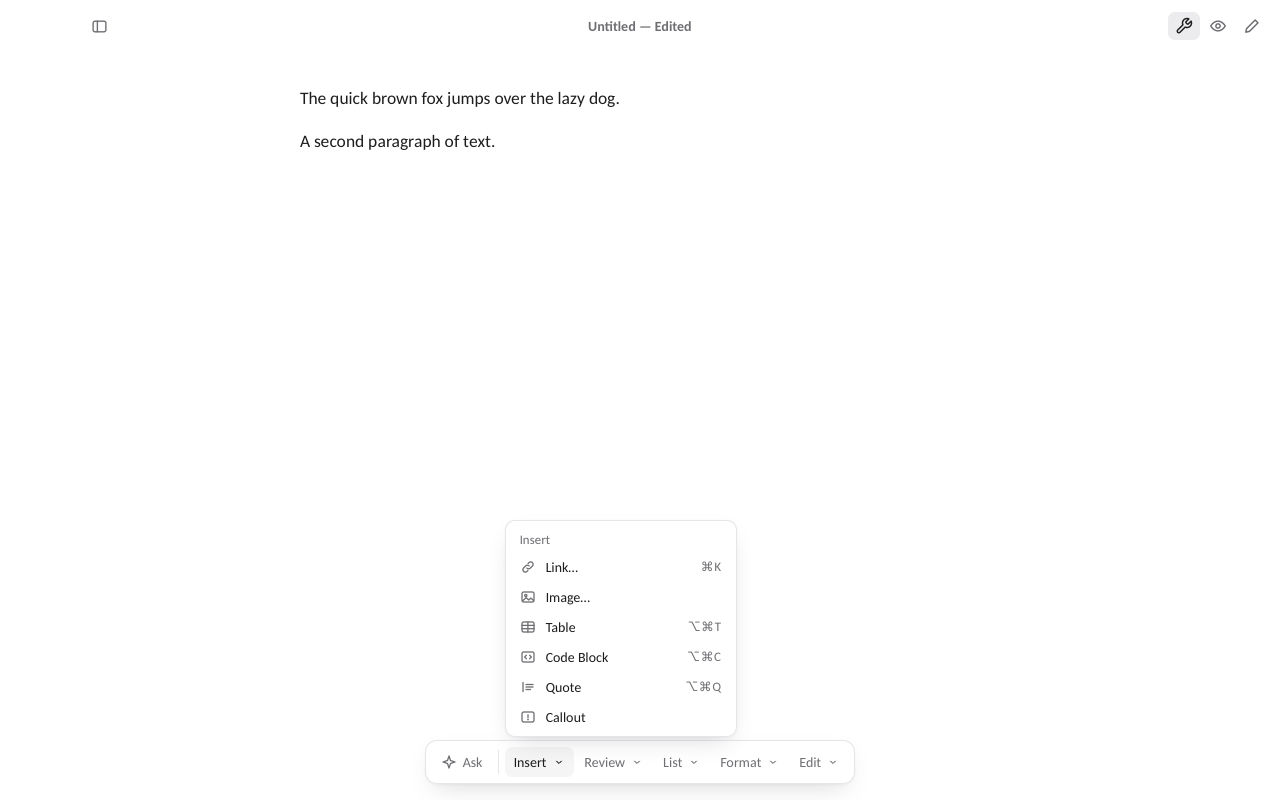 Untitled — Edited
The quick brown fox jumps over the lazy dog.
A second paragraph of text.
Insert
Link... ⌘K
Image...
Table ⌥⌘T
Code Block ⌥⌘C
Quote ⌥⌘Q
Callout
Ask Insert Review List Format Edit